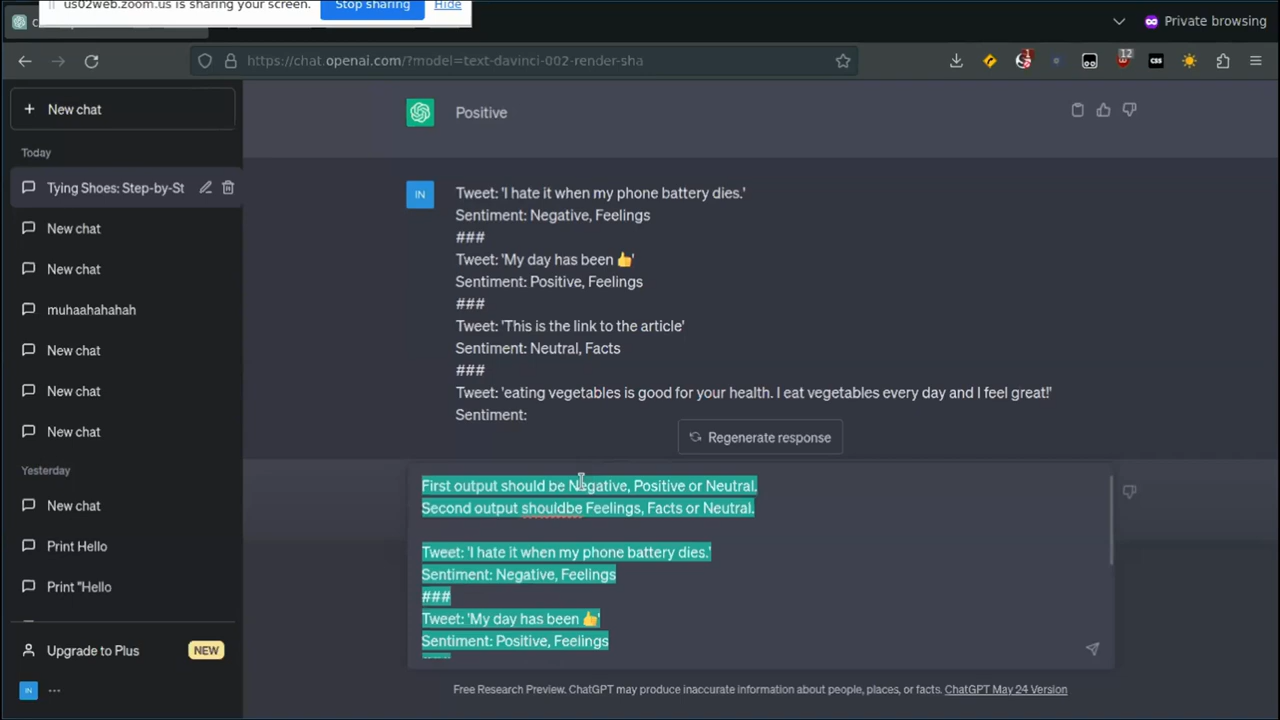 us02web.zoom.us is sharing your screen.
Stop sharing
Hide
Private browsing
https://chat.openai.com/?model=text-davinci-002-render-sha
12
New chat
Today
Tying Shoes: Step-by-St
New chat
New chat
muhaahahahah
New chat
New chat
New chat
Yesterday
New chat
Print Hello
Print "Hello
Upgrade to Plus
NEW
IN
...
Positive
IN
Tweet: 'I hate it when my phone battery dies.'
Sentiment: Negative, Feelings
###
Tweet: 'My day has been 👍'
Sentiment: Positive, Feelings
###
Tweet: 'This is the link to the article'
Sentiment: Neutral, Facts
###
Tweet: 'eating vegetables is good for your health. I eat vegetables every day and I feel great!'
Sentiment:
Regenerate response
First output should be Negative, Positive or Neutral.
Second output shouldbe Feelings, Facts or Neutral.
Tweet: 'I hate it when my phone battery dies.'
Sentiment: Negative, Feelings
###
Tweet: 'My day has been 👍'
Sentiment: Positive, Feelings
Free Research Preview. ChatGPT may produce inaccurate information about people, places, or facts. ChatGPT May 24 Version